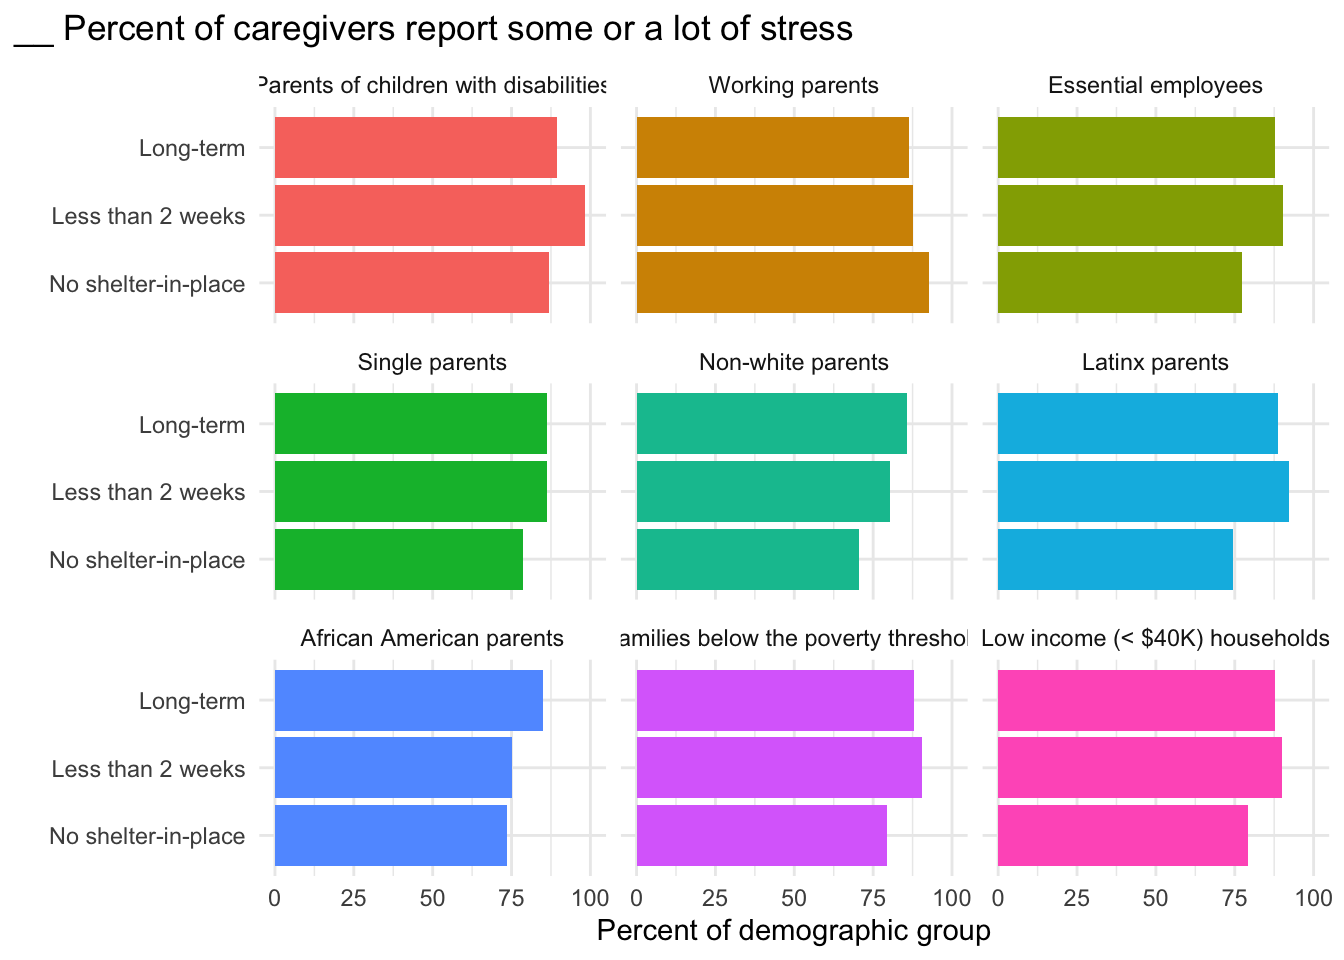 __ Percent of caregivers report some or a lot of stress
Parents of children with disabilities Working parents Essential employees
Long-term
Less than 2 weeks
No shelter-in-place
Single parents Non-white parents Latinx parents
Long-term
Less than 2 weeks
No shelter-in-place
African American parents amilies below the poverty threshol Low income (< $40K) households
Long-term
Less than 2 weeks
No shelter-in-place
0 25 50 75 100 0 25 50 75 100 0 25 50 75 100
Percent of demographic group